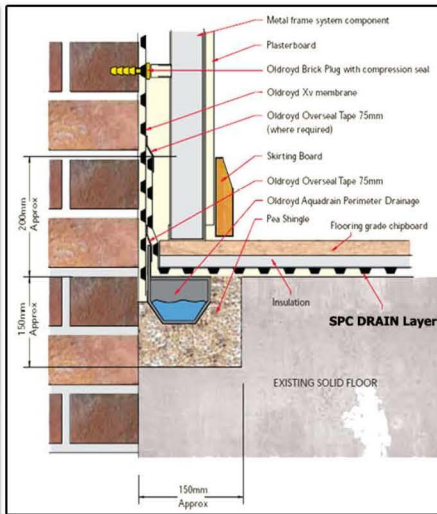 Metal frame system component
Plasterboard
Oldroyd Brick Plug with compression seal
Oldroyd Xv membrane
Oldroyd Overseal Tape 75mm
(where required)
Skirting Board
Oldroyd Overseal Tape 75mm
Oldroyd Aquadrain Perimeter Drainage
Pea Shingle
Flooring grade chipboard
Insulation
SPC DRAIN Layer
EXISTING SOLID FLOOR
200mm
Approx
150mm
Approx
150mm
Approx